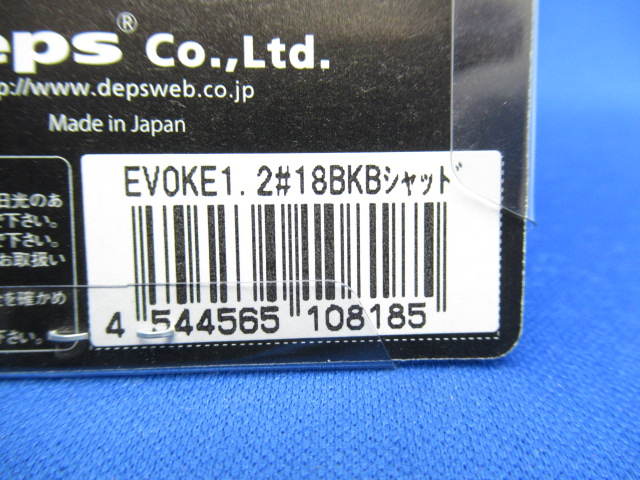 eps® Co.,Ltd.
p://www.depsweb.co.jp
Made in Japan
日光のあ
下さい。
下さい。
お取扱い
を確かめ
さい。
EVOKE1.2#18BKBシャット
4 544565 108185